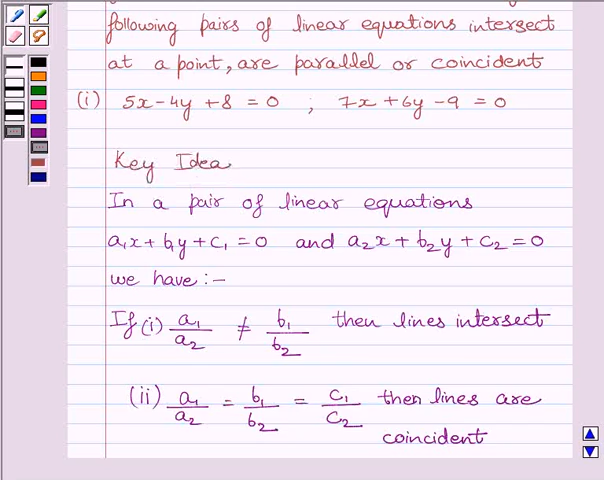 following pairs of linear equations intersect
at a point, are parallel or coincident
(i) 5x-4y+8=0 ; 7x+6y-9=0
Key Idea
In a pair of linear equations
a₁x+b₁y+c₁=0 and a₂x+b₂y+c₂=0
we have:-
If (i) a₁/a₂ ≠ b₁/b₂ then lines intersect
(ii) a₁/a₂ = b₁/b₂ = c₁/c₂ then lines are
coincident